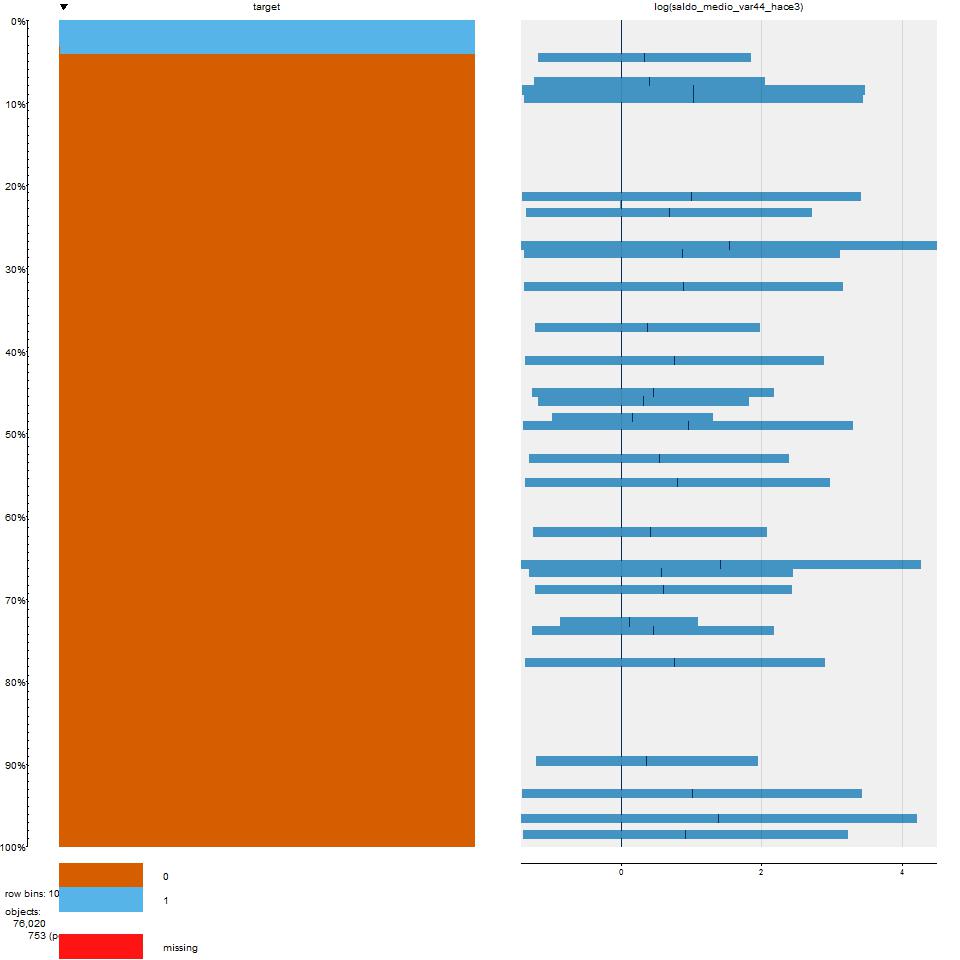 target
log(saldo_medio_var44_hace3)
0%
10%
20%
30%
40%
50%
60%
70%
80%
90%
100%
0
2
4
0
row bins: 10
1
objects:
76,020
753 (p
missing